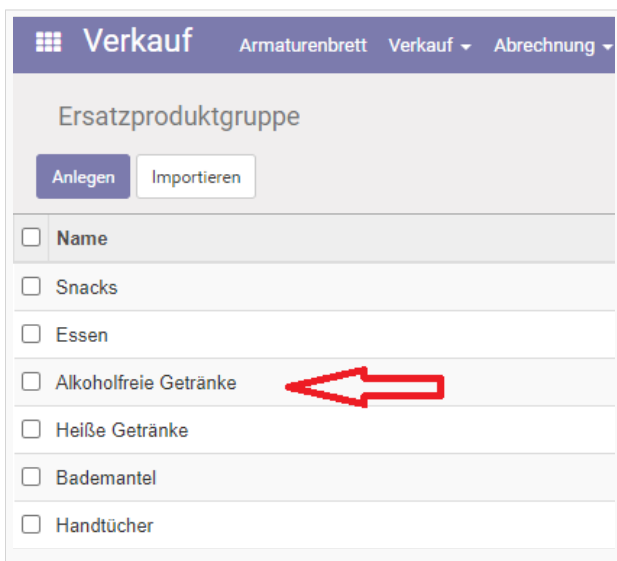 Verkauf Armaturenbrett Verkauf Abrechnung
Ersatzproduktgruppe
Anlegen Importieren
Name
Snacks
Essen
Alkoholfreie Getränke
Heiße Getränke
Bademantel
Handtücher